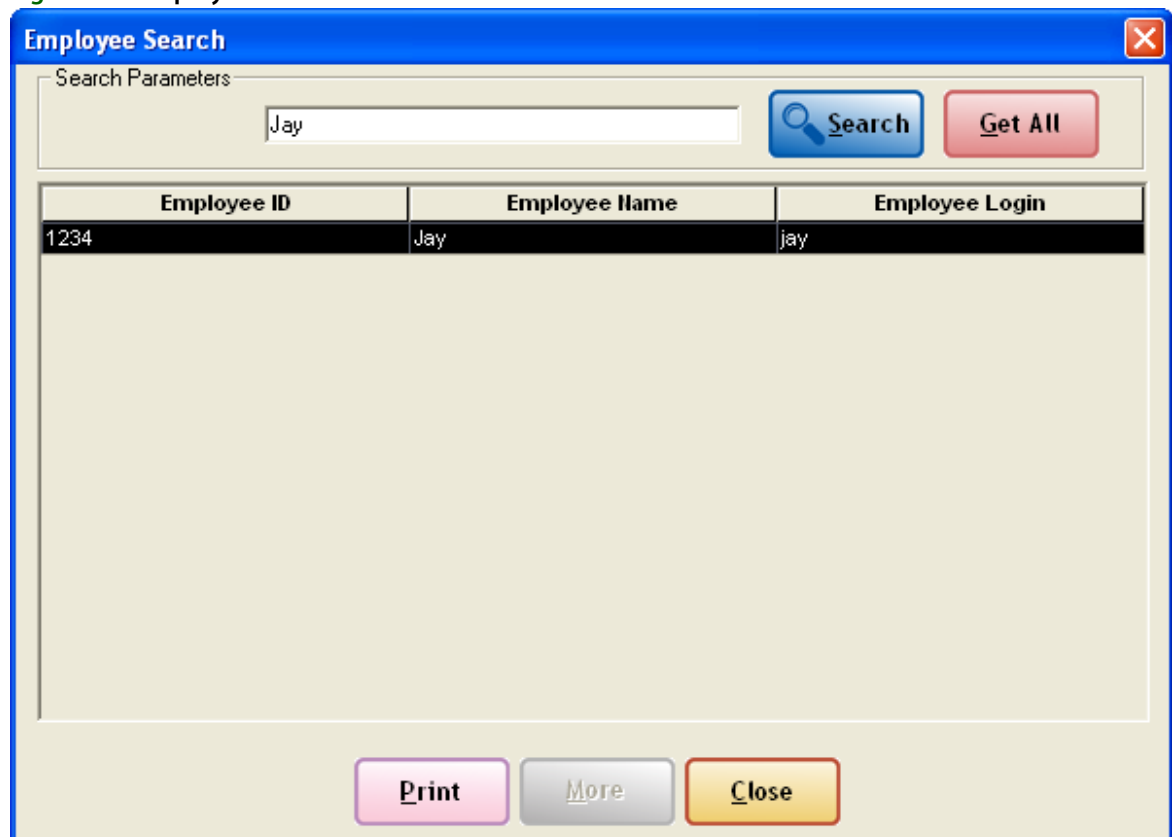 Employee Search
Search Parameters
Jay
Search
Get All
Employee ID Employee Name Employee Login
1234 Jay jay
Print More Close